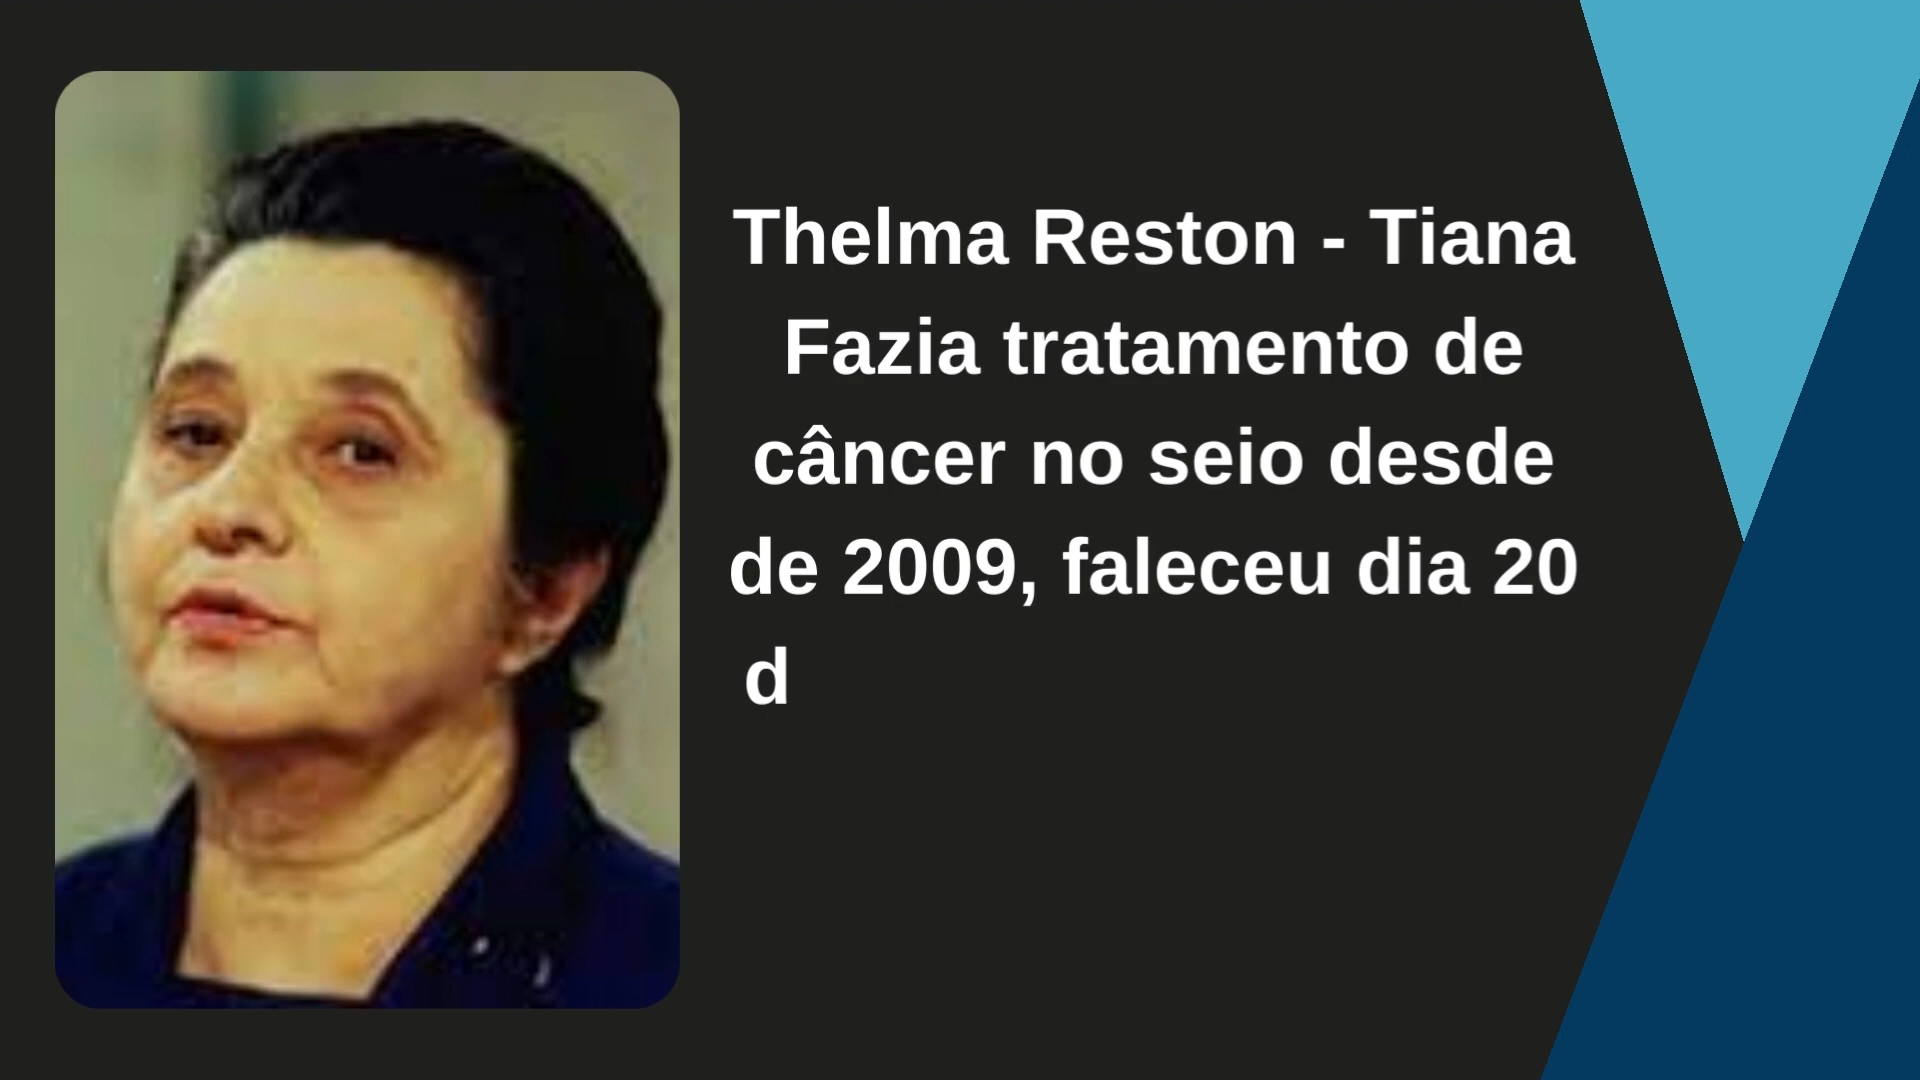 Thelma Reston - Tiana
Fazia tratamento de
câncer no seio desde
de 2009, faleceu dia 20
d